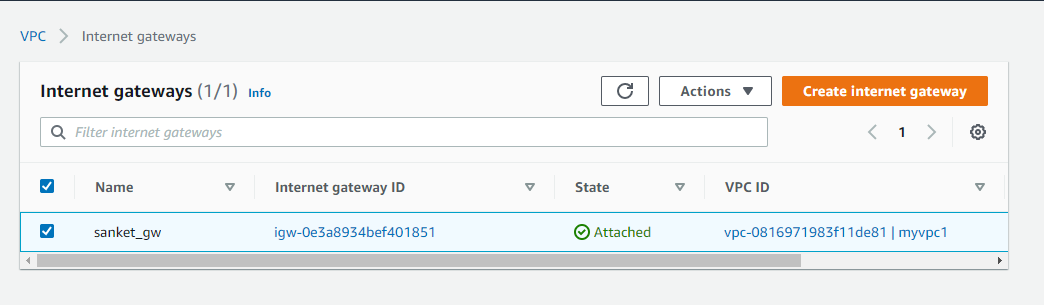 VPC > Internet gateways
Internet gateways (1/1) Info Actions Create internet gateway
Filter internet gateways 1
Name Internet gateway ID State VPC ID
sanket_gw igw-0e3a8934bef401851 Attached vpc-0816971983f11de81 | myvpc1